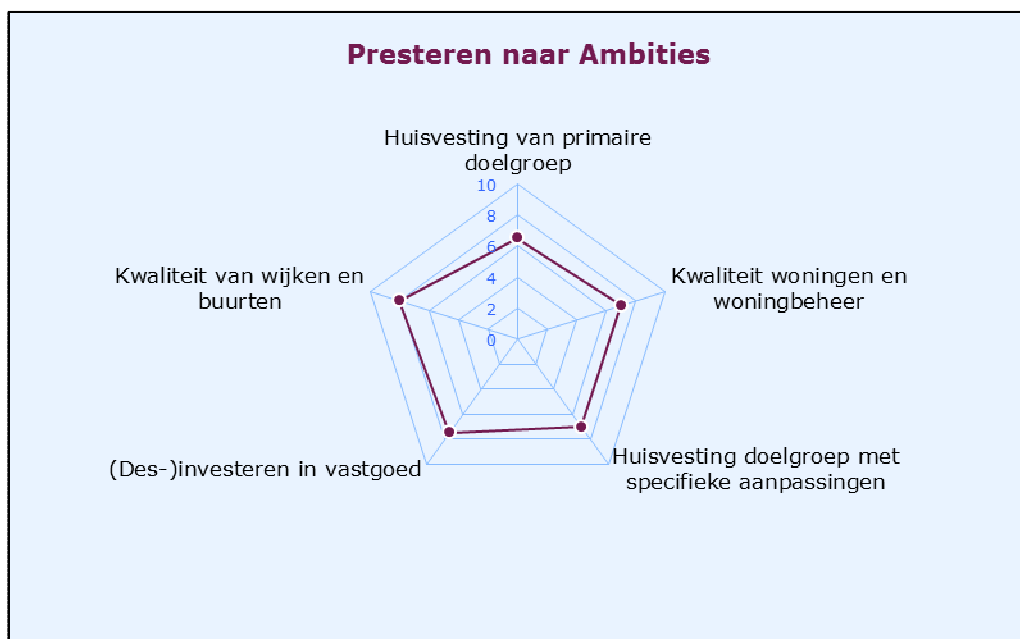 Presteren naar Ambities
Huisvesting van primaire
doelgroep
10
8
6
4
2
0
Kwaliteit van wijken en
buurten
Kwaliteit woningen en
woningbeheer
(Des-)investeren in vastgoed
Huisvesting doelgroep met
specifieke aanpassingen